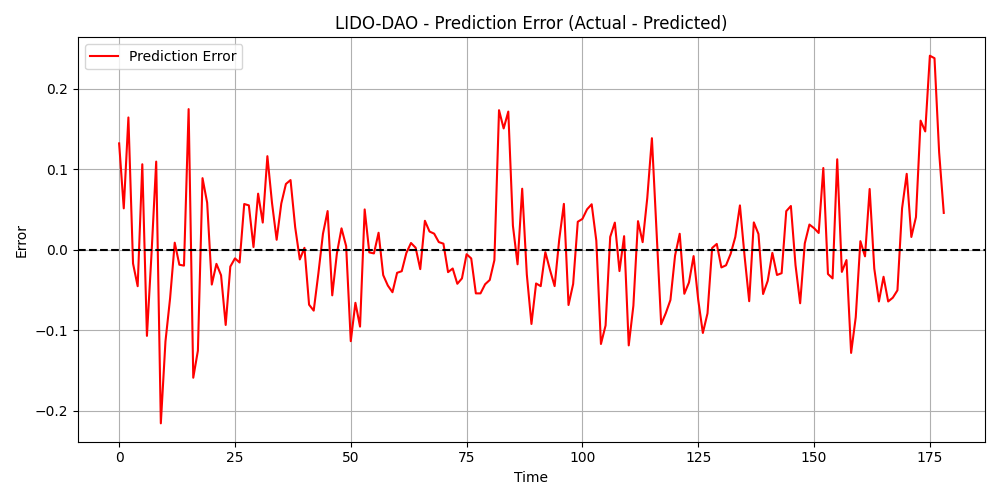 LIDO-DAO - Prediction Error (Actual - Predicted)
Prediction Error
Error
0.2
0.1
0.0
−0.1
−0.2
0 25 50 75 100 125 150 175
Time